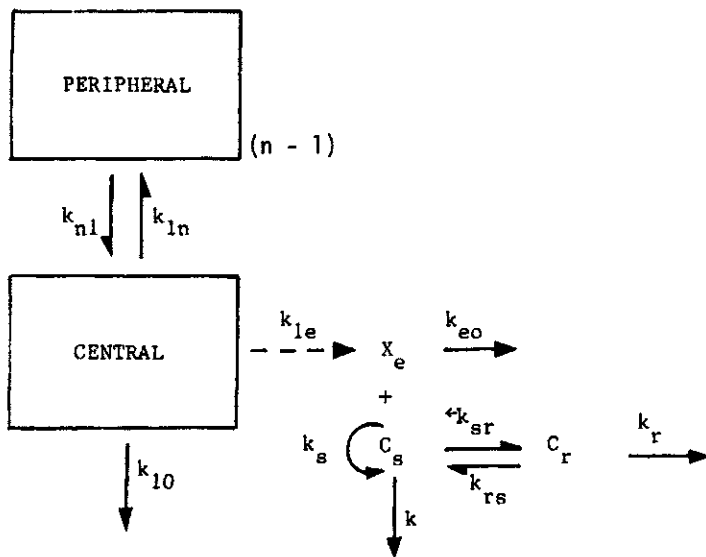 PERIPHERAL
(n - 1)
k_n1 k_1n
CENTRAL
k_1e
X_e
k_eo
+
k_s
C_s
k_sr
k_rs
C_r
k_r
k_10
k